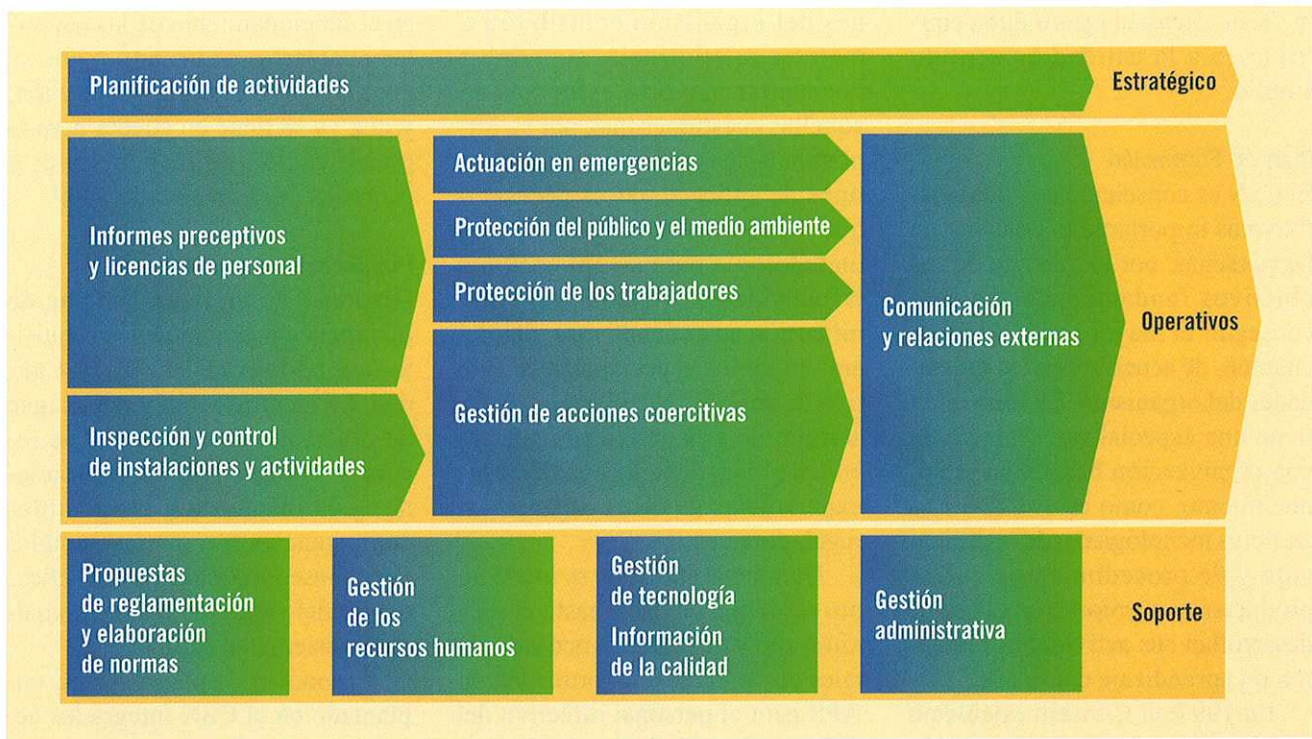 Planificación de actividades
Estratégico
Informes preceptivos
y licencias de personal
Inspección y control
de instalaciones y actividades
Actuación en emergencias
Protección del público y el medio ambiente
Protección de los trabajadores
Gestión de acciones coercitivas
Comunicación
y relaciones externas
Operativos
Propuestas
de reglamentación
y elaboración
de normas
Gestión
de los
recursos humanos
Gestión
de tecnología
Información
de la calidad
Gestión
administrativa
Soporte